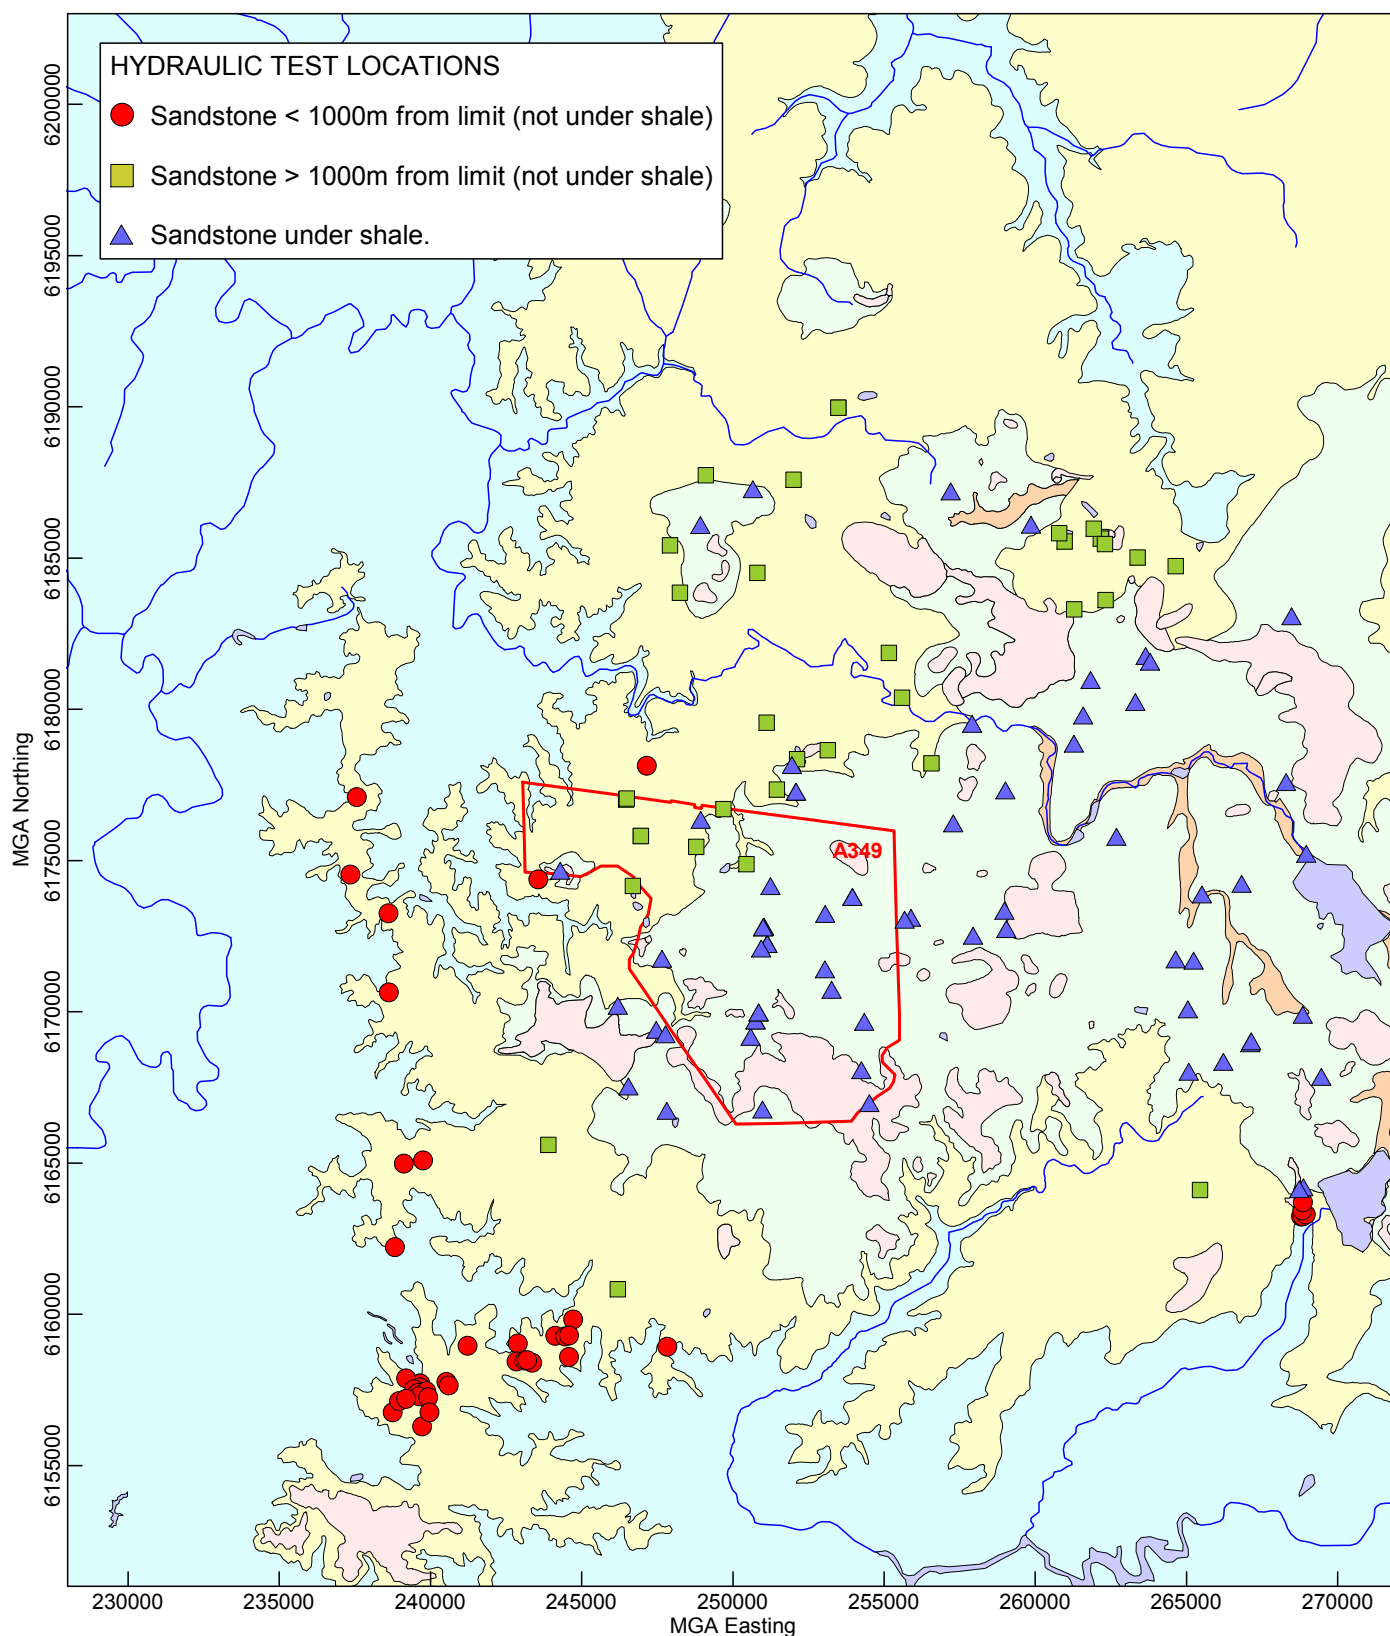 HYDRAULIC TEST LOCATIONS
Sandstone < 1000m from limit (not under shale)
Sandstone > 1000m from limit (not under shale)
Sandstone under shale.
6200000
6195000
6190000
6185000
6180000
6175000
6170000
6165000
6160000
6155000
MGA Northing
A349
230000 235000 240000 245000 250000 255000 260000 265000 270000
MGA Easting